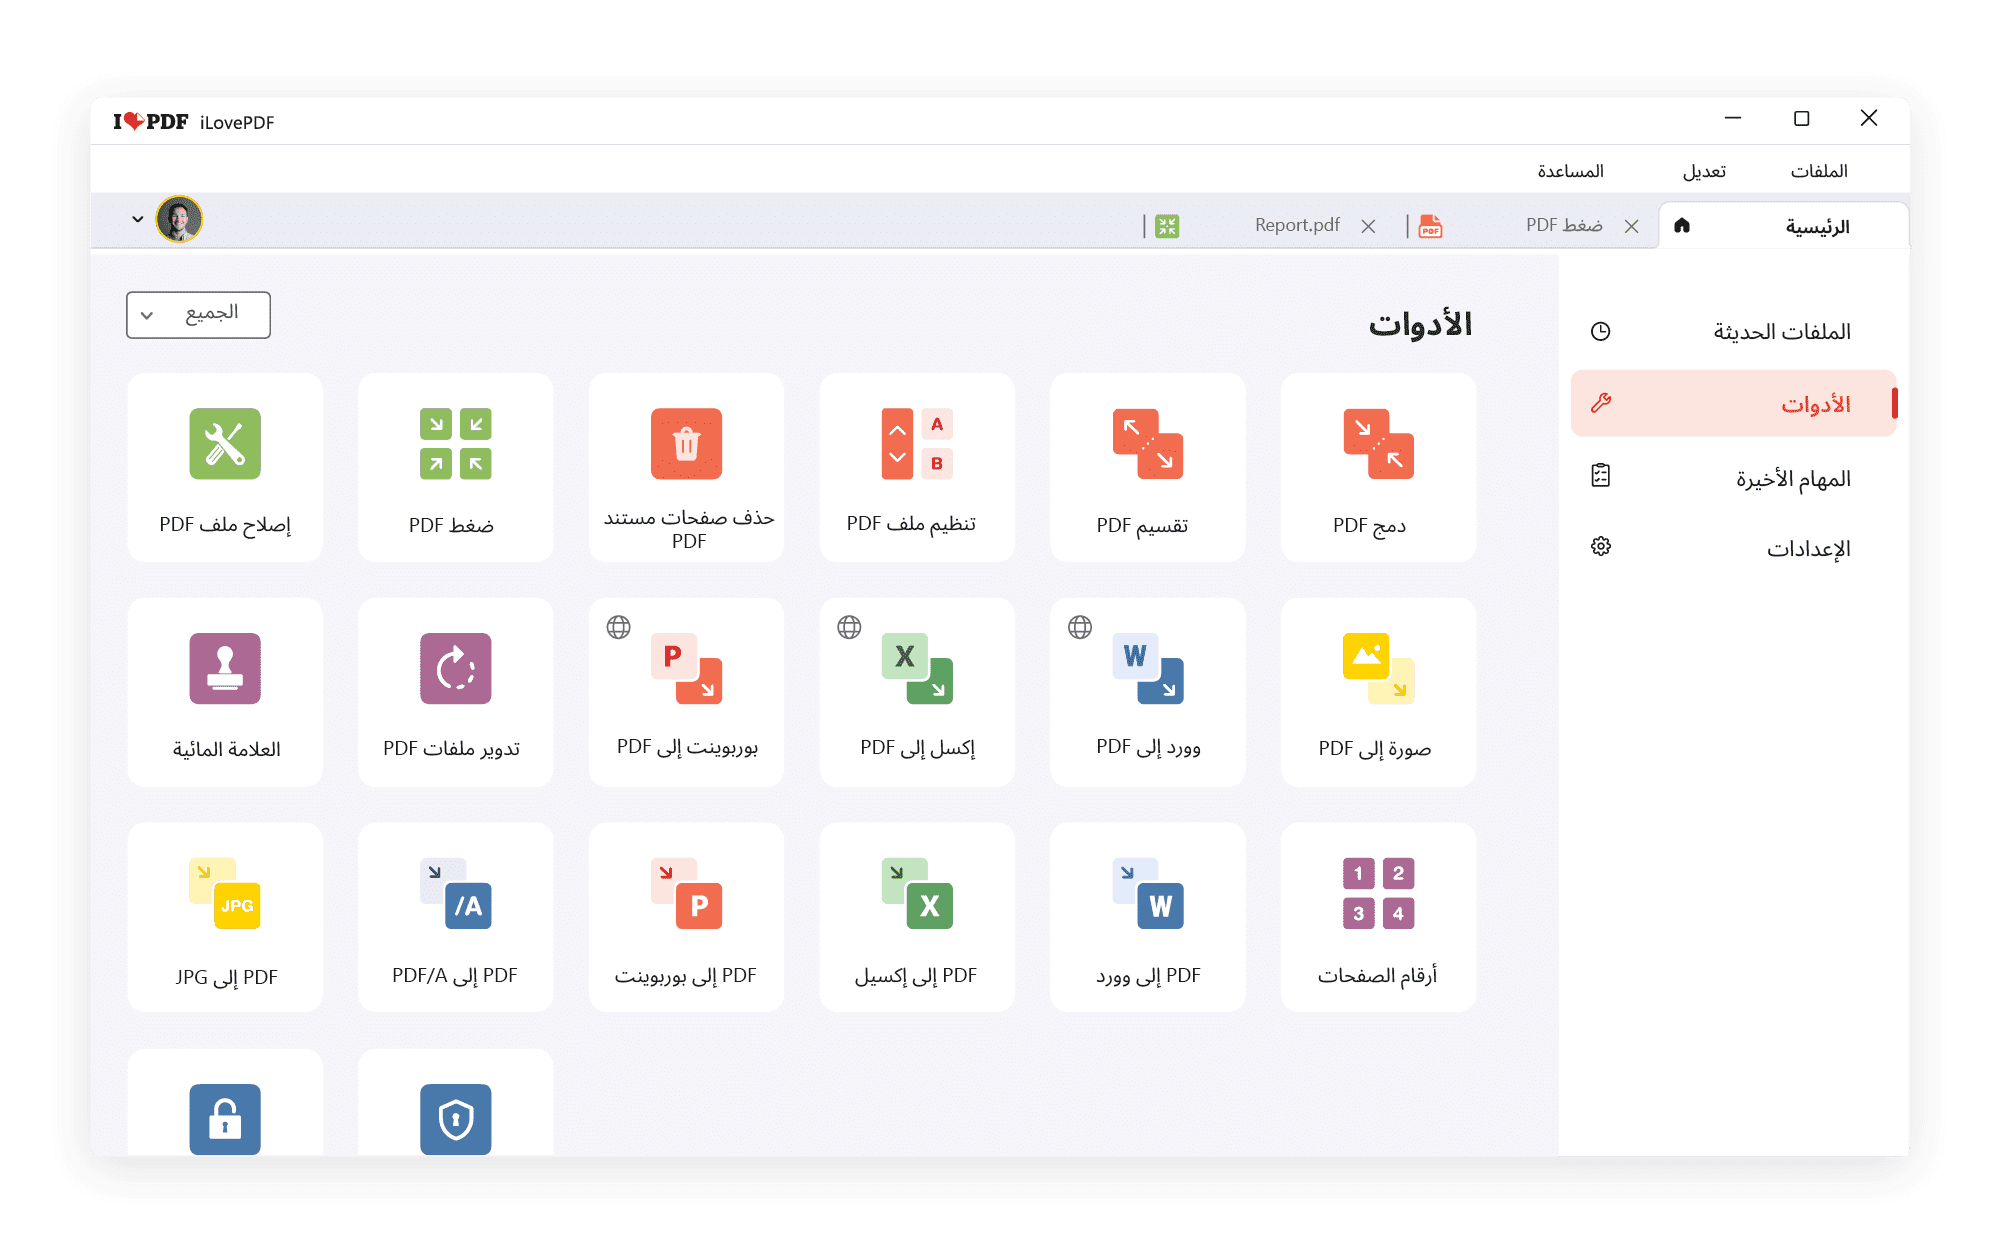 I PDF iLovePDF
الملفات
تعديل
المساعدة
الرئيسية
ضغط PDF
PDF
Report.pdf
الملفات الحديثة
الأدوات
المهام الأخيرة
الإعدادات
الأدوات
الجميع
دمج PDF
تقسيم PDF
A
B
تنظيم ملف PDF
حذف صفحات مستند
PDF
ضغط PDF
إصلاح ملف PDF
صورة إلى PDF
W
وورد إلى PDF
X
إكسل إلى PDF
P
بوربوينت إلى PDF
تدوير ملفات PDF
العلامة المائية
1 2
3 4
أرقام الصفحات
W
PDF إلى وورد
X
PDF إلى إكسيل
P
PDF إلى بوربوينت
/A
PDF إلى PDF/A
JPG
PDF إلى JPG